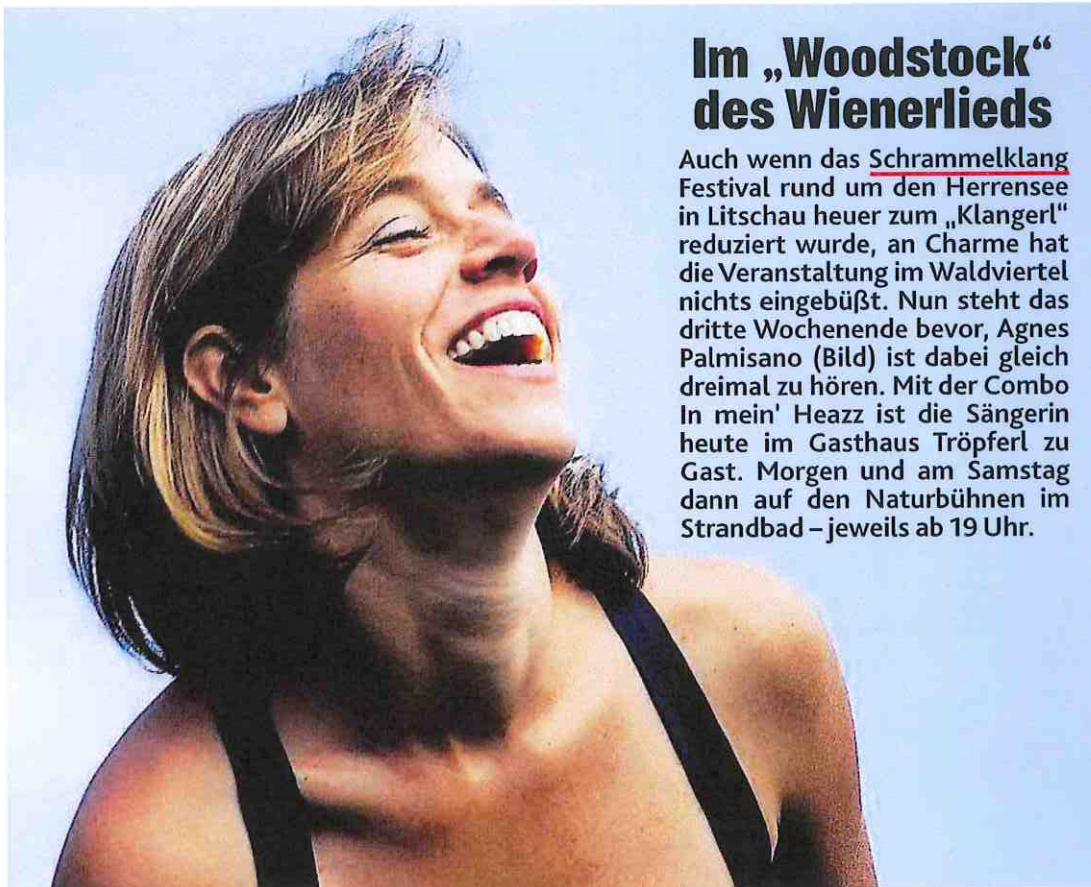 Im „Woodstock“
des Wienerlieds
Auch wenn das Schrammelklang
Festival rund um den Herrensee
in Litschau heuer zum „Klangerl“
reduziert wurde, an Charme hat
die Veranstaltung im Waldviertel
nichts eingebüßt. Nun steht das
dritte Wochenende bevor, Agnes
Palmisano (Bild) ist dabei gleich
dreimal zu hören. Mit der Combo
In mein' Heazz ist die Sängerin
heute im Gasthaus Tröpferl zu
Gast. Morgen und am Samstag
dann auf den Naturbühnen im
Strandbad – jeweils ab 19 Uhr.